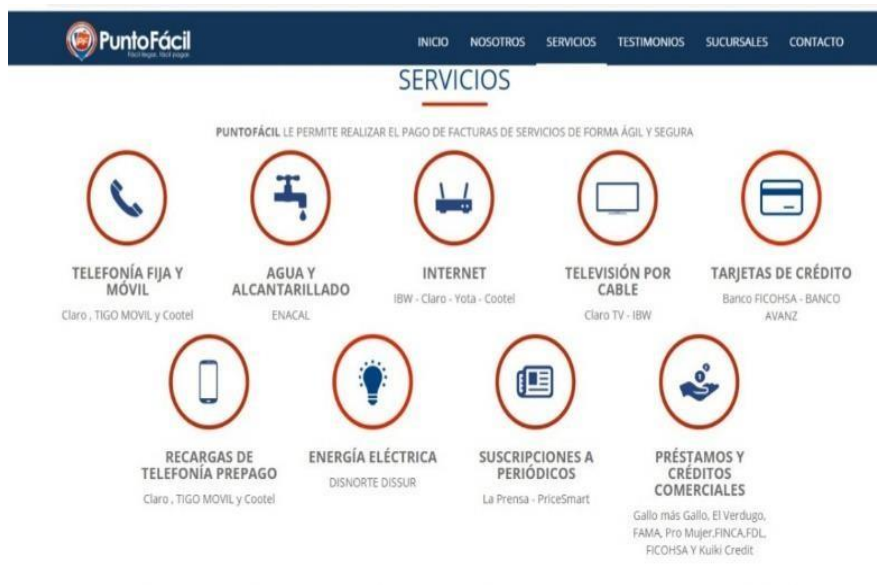 PuntoFácil
Fácil llegar, fácil pagar.
INICIO NOSOTROS SERVICIOS TESTIMONIOS SUCURSALES CONTACTO
SERVICIOS
PUNTOFÁCIL LE PERMITE REALIZAR EL PAGO DE FACTURAS DE SERVICIOS DE FORMA ÁGIL Y SEGURA
TELEFONÍA FIJA Y
MÓVIL
Claro , TIGO MOVIL y Cootel
AGUA Y
ALCANTARILLADO
ENACAL
INTERNET
IBW - Claro - Yota - Cootel
TELEVISIÓN POR
CABLE
Claro TV - IBW
TARJETAS DE CRÉDITO
Banco FICOHSA - BANCO
AVANZ
RECARGAS DE
TELEFONÍA PREPAGO
Claro , TIGO MOVIL y Cootel
ENERGÍA ELÉCTRICA
DISNORTE DISSUR
SUSCRIPCIONES A
PERIÓDICOS
La Prensa - PriceSmart
PRÉSTAMOS Y
CRÉDITOS
COMERCIALES
Gallo más Gallo, El Verdugo,
FAMA, Pro Mujer,FINCA,FDL,
FICOHSA Y Kuiki Credit